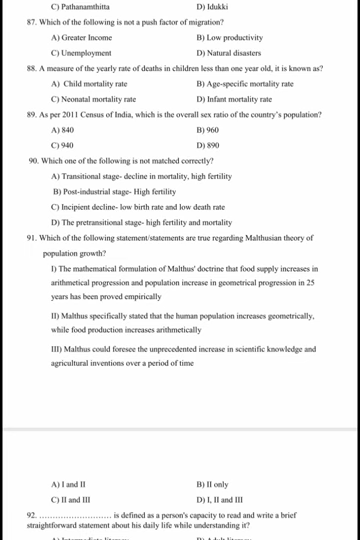 C) Pathanamthitta D) Idukki
87. Which of the following is not a push factor of migration?
A) Greater Income B) Low productivity
C) Unemployment D) Natural disasters
88. A measure of the yearly rate of deaths in children less than one year old, it is known as?
A) Child mortality rate B) Age-specific mortality rate
C) Neonatal mortality rate D) Infant mortality rate
89. As per 2011 Census of India, which is the overall sex ratio of the country's population?
A) 840 B) 960
C) 940 D) 890
90. Which one of the following is not matched correctly?
A) Transitional stage- decline in mortality, high fertility
B) Post-industrial stage- High fertility
C) Incipient decline- low birth rate and low death rate
D) The pretransitional stage- high fertility and mortality
91. Which of the following statement/statements are true regarding Malthusian theory of
population growth?
I) The mathematical formulation of Malthus' doctrine that food supply increases in
arithmetical progression and population increase in geometrical progression in 25
years has been proved empirically
II) Malthus specifically stated that the human population increases geometrically,
while food production increases arithmetically
III) Malthus could foresee the unprecedented increase in scientific knowledge and
agricultural inventions over a period of time
A) I and II B) II only
C) II and III D) I, II and III
92. ............................ is defined as a person's capacity to read and write a brief
straightforward statement about his daily life while understanding it?